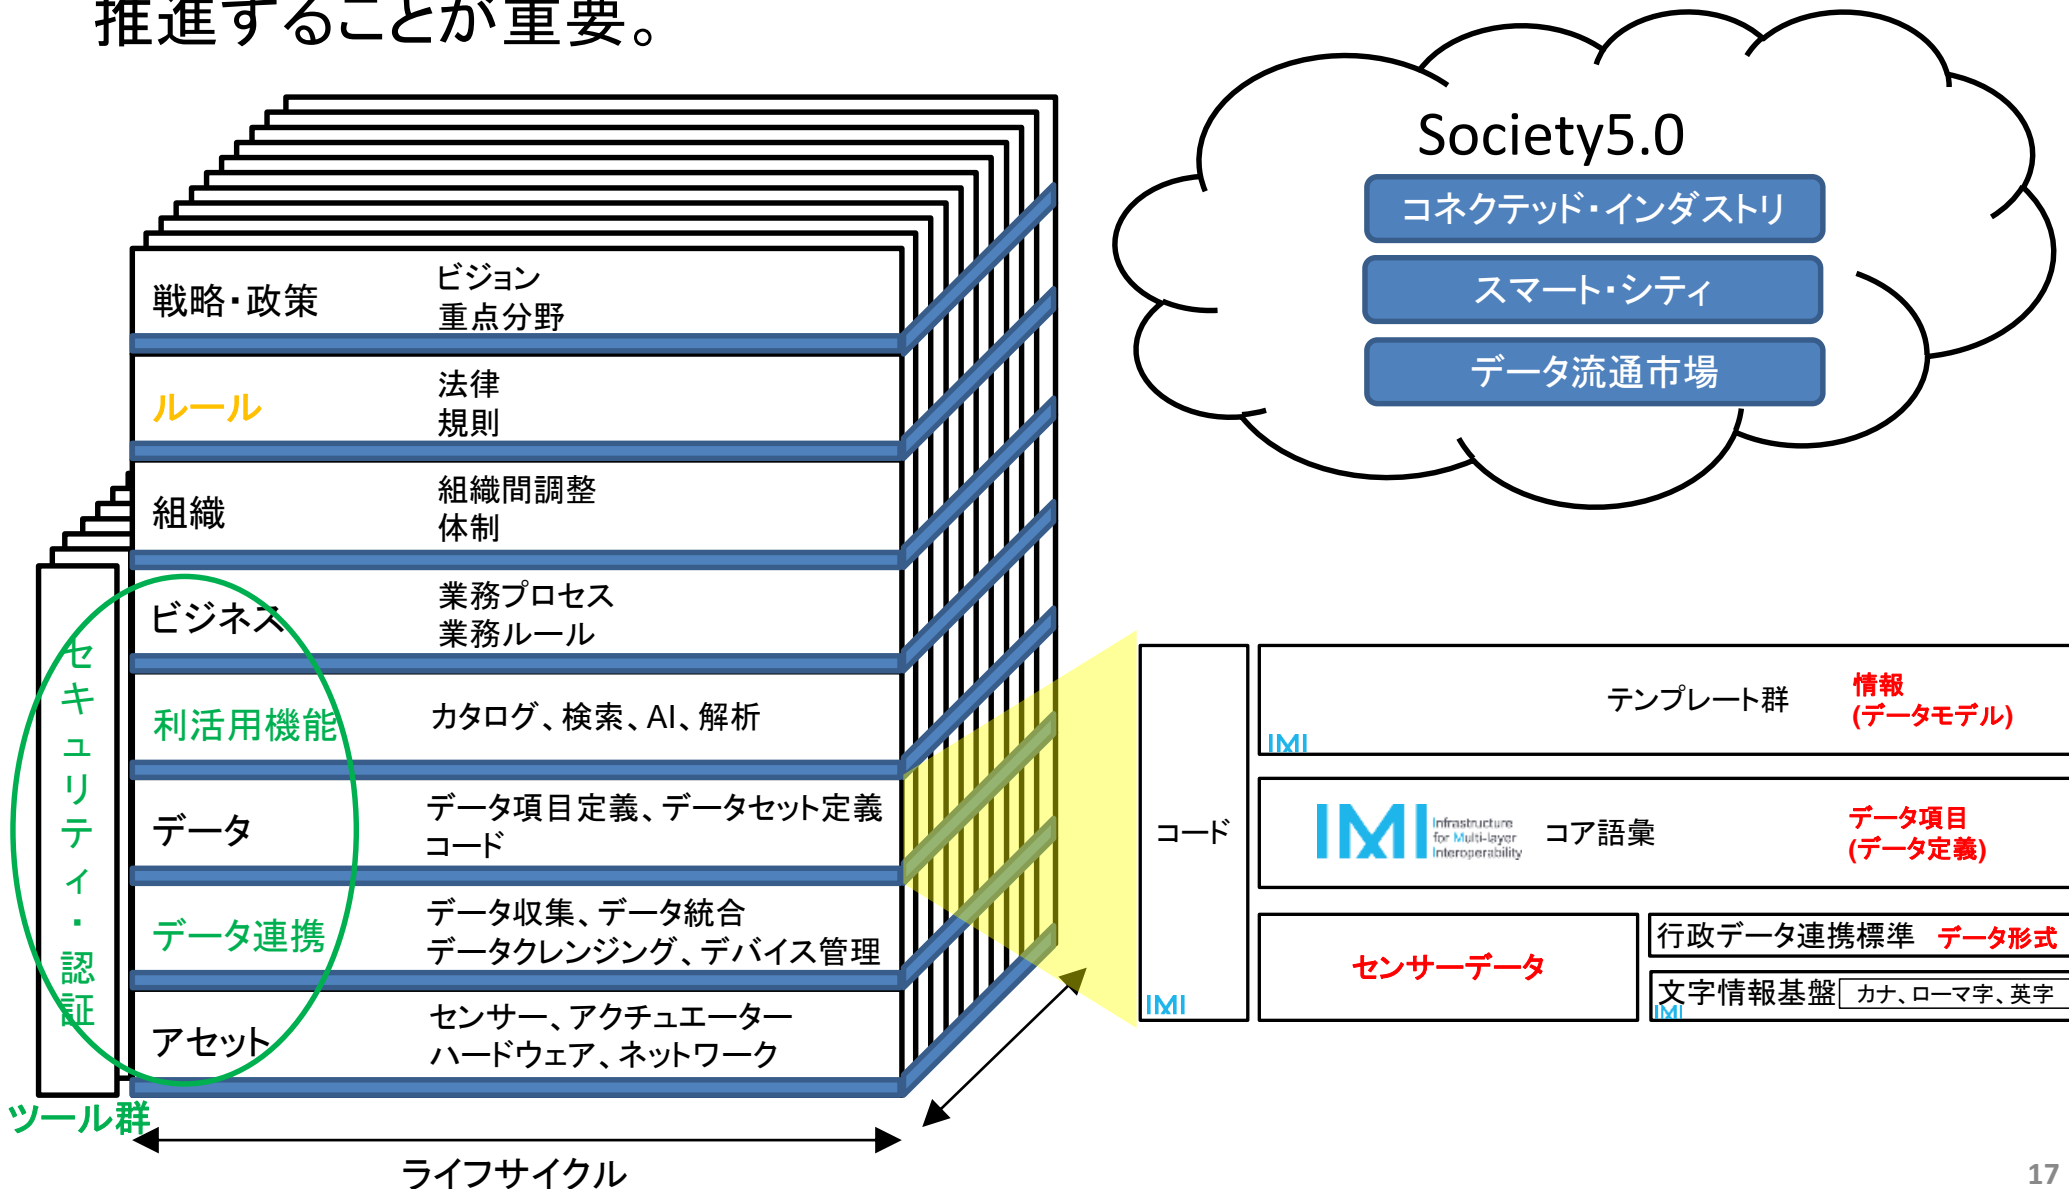 推進することが重要。
Society5.0
コネクテッド・インダストリ
スマート・シティ
データ流通市場
戦略・政策
ビジョン
重点分野
ルール
法律
規則
組織
組織間調整
体制
ビジネス
業務プロセス
業務ルール
利活用機能
カタログ、検索、AI、解析
データ
データ項目定義、データセット定義
コード
データ連携
データ収集、データ統合
データクレンジング、デバイス管理
アセット
センサー、アクチュエーター
ハードウェア、ネットワーク
セキュリティ・認証
ツール群
ライフサイクル
コード
IMI
テンプレート群
情報
(データモデル)
IMI
IMI
Infrastructure
for Multi-layer
Interoperability
コア語彙
データ項目
(データ定義)
センサーデータ
行政データ連携標準
データ形式
文字情報基盤
カナ、ローマ字、英字
IMI
17